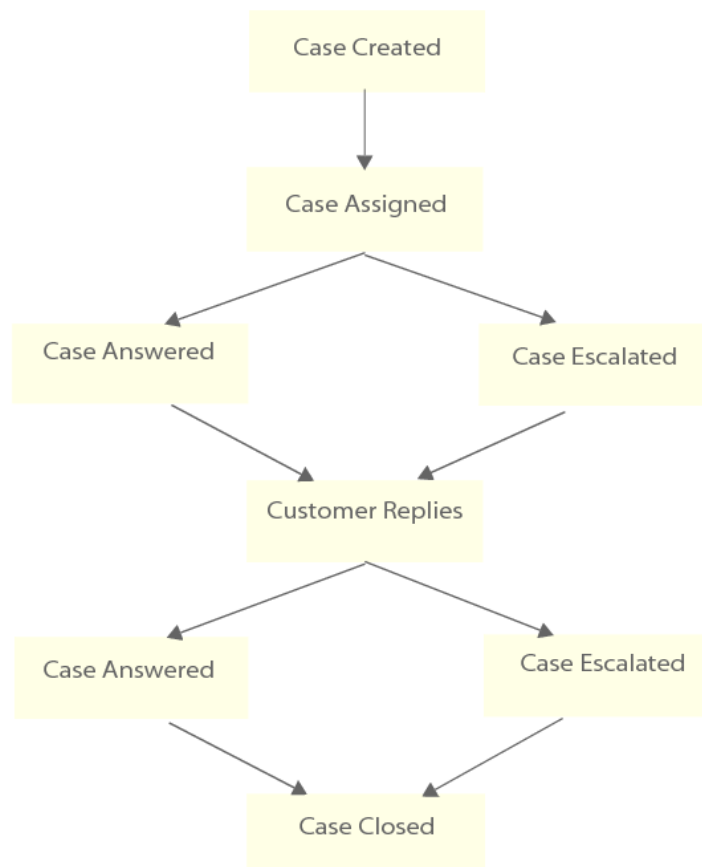 Case Created
Case Assigned
Case Answered
Case Escalated
Customer Replies
Case Answered
Case Escalated
Case Closed